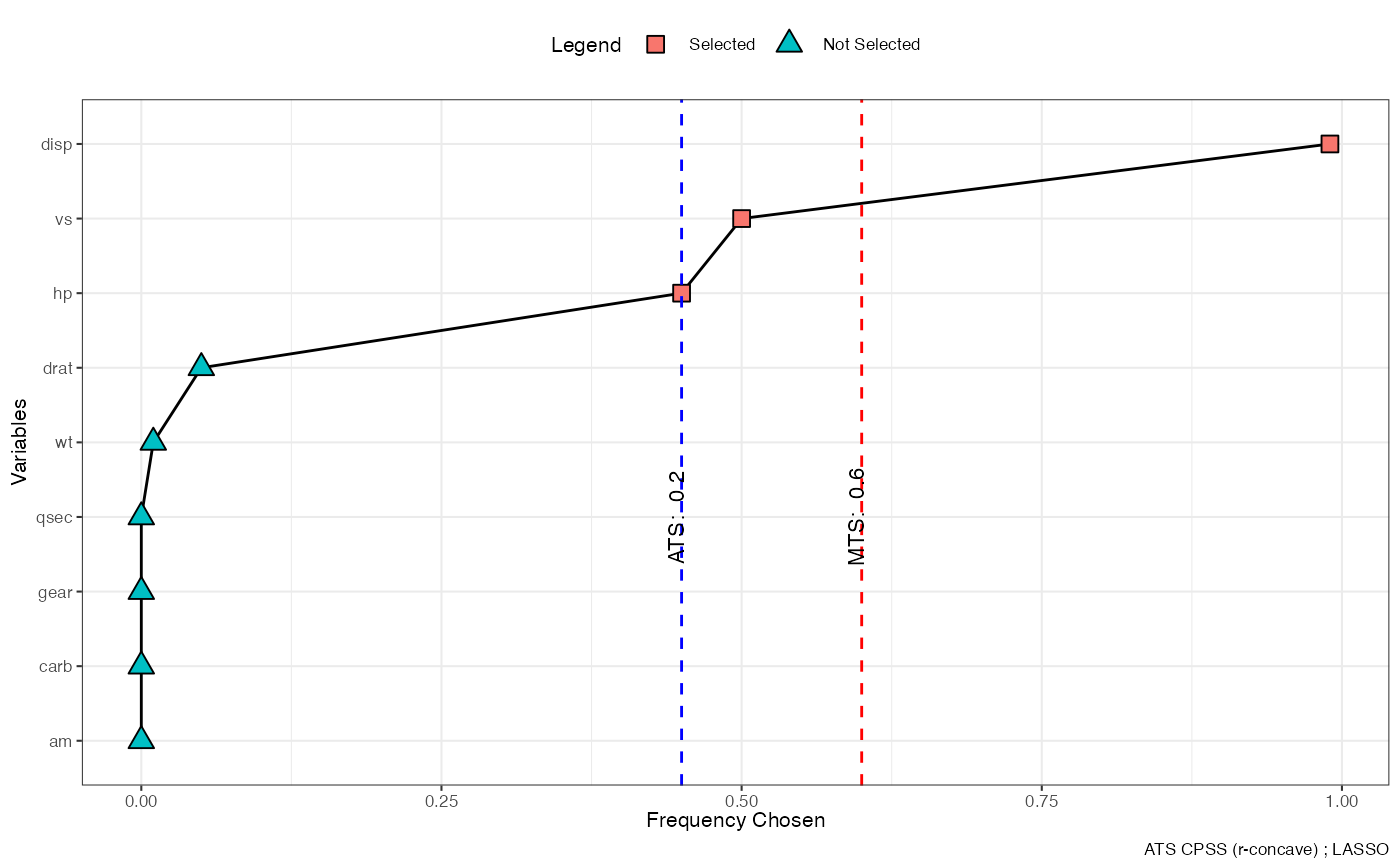 Legend Selected Not Selected
disp
vs
hp
drat
wt
qsec
gear
carb
am
Variables
ATS: 0.2
MTS: 0.6
0.00 0.25 0.50 0.75 1.00
Frequency Chosen
ATS CPSS (r-concave) ; LASSO